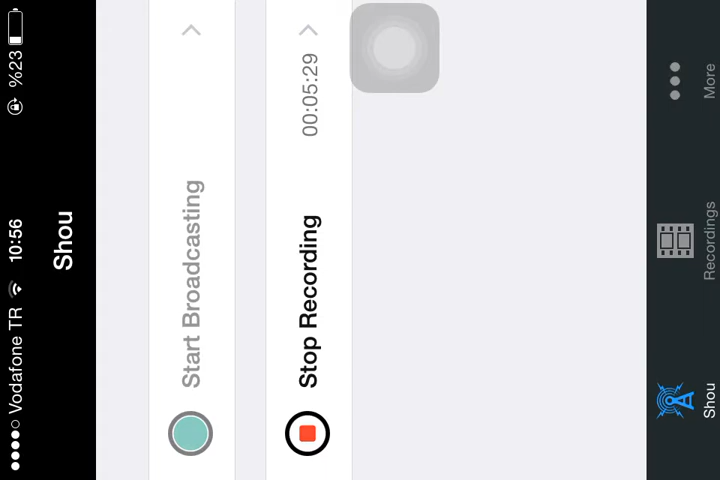 Vodafone TR 10:56 %23
Shou
Start Broadcasting
Stop Recording 00:05:29
Shou Recordings More